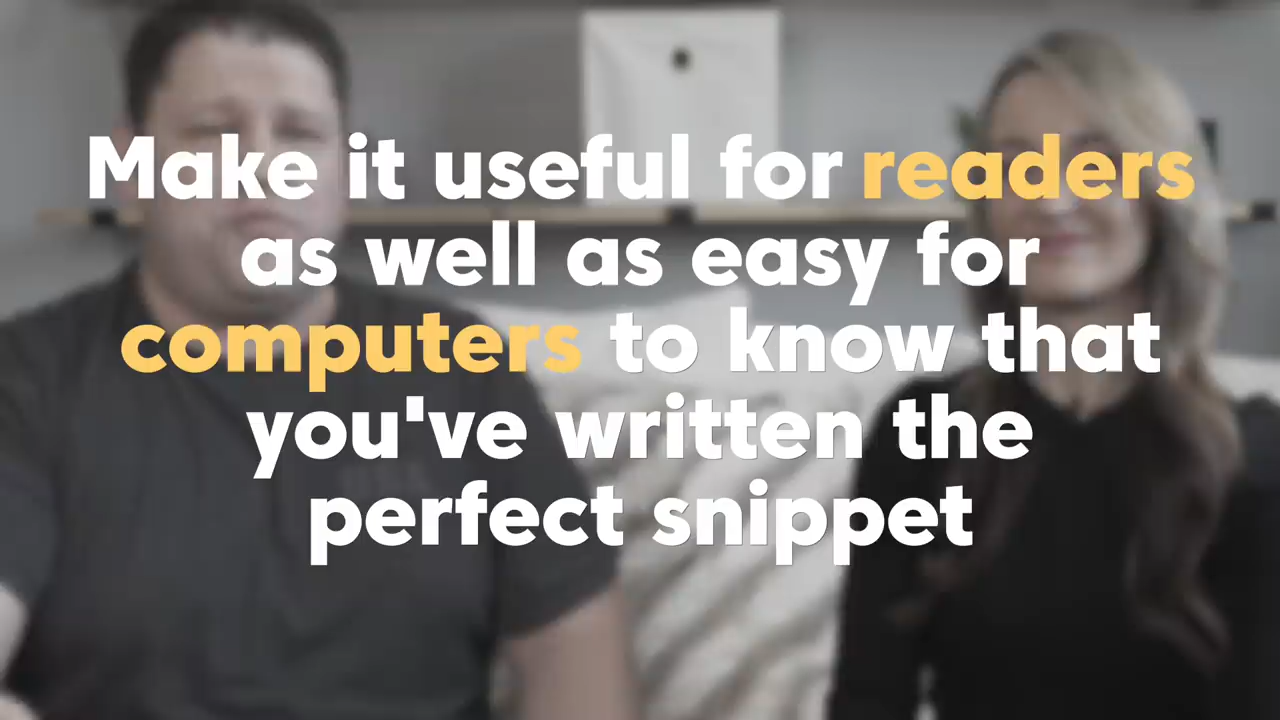 Make it useful for readers
as well as easy for
computers to know that
you've written the
perfect snippet